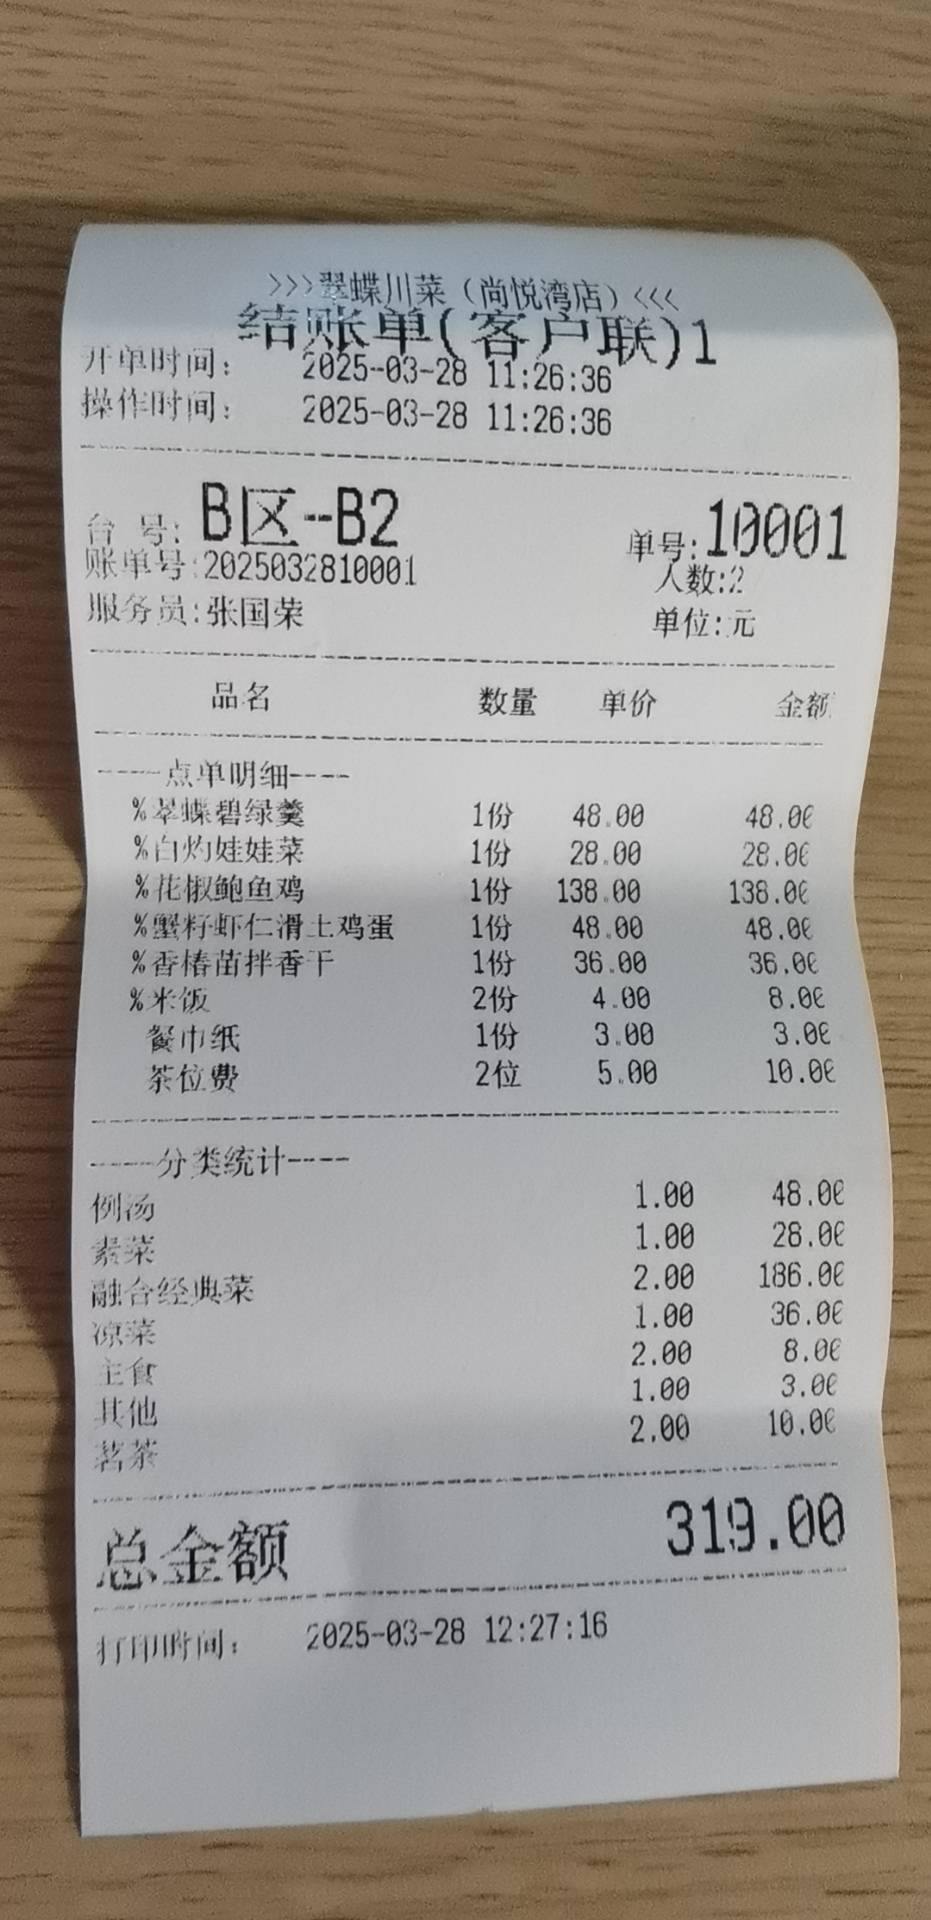 >>>翠蝶川菜（尚悦湾店）<<<
结账单(客户联)1
开单时间： 2025-03-28 11:26:36
操作时间： 2025-03-28 11:26:36
台 号: B区--B2 单号:10001
账单号:2025032810001 人数:2
服务员:张国荣 单位:元
品名 数量 单价 金额
----点单明细----
%翠蝶碧绿羹 1份 48.00 48.00
%白灼娃娃菜 1份 28.00 28.00
%花椒鲍鱼鸡 1份 138.00 138.00
%蟹籽虾仁滑土鸡蛋 1份 48.00 48.00
%香椿苗拌香干 1份 36.00 36.00
%米饭 2份 4.00 8.00
餐巾纸 1份 3.00 3.00
茶位费 2位 5.00 10.00
----分类统计----
例汤 1.00 48.00
素菜 1.00 28.00
融合经典菜 2.00 186.00
凉菜 1.00 36.00
主食 2.00 8.00
其他 1.00 3.00
茗茶 2.00 10.00
总金额 319.00
打印时间： 2025-03-28 12:27:16